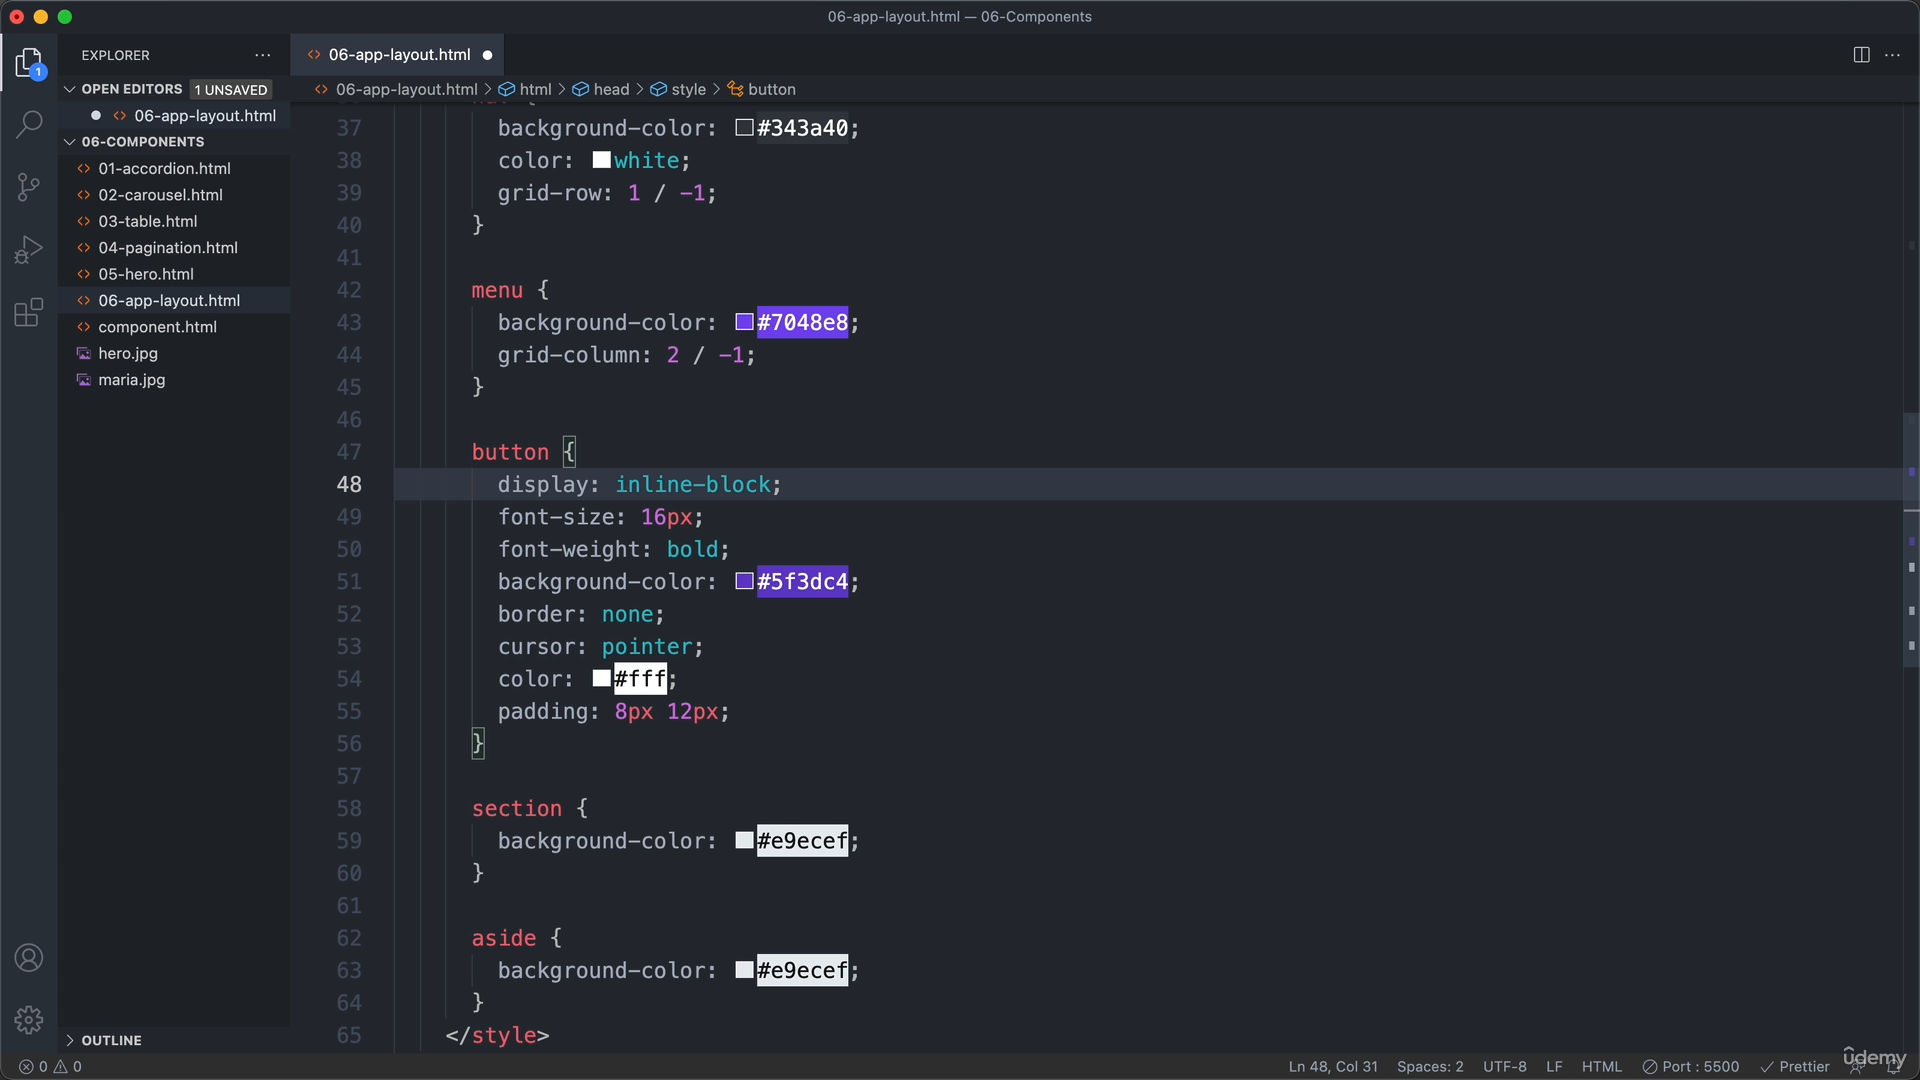 06-app-layout.html — 06-Components
EXPLORER
06-app-layout.html
OPEN EDITORS 1 UNSAVED
06-app-layout.html
06-COMPONENTS
01-accordion.html
02-carousel.html
03-table.html
04-pagination.html
05-hero.html
06-app-layout.html
component.html
hero.jpg
maria.jpg
OUTLINE
1
06-app-layout.html > html > head > style > button
37 background-color: #343a40;
38 color: white;
39 grid-row: 1 / -1;
40 }
41
42 menu {
43 background-color: #7048e8;
44 grid-column: 2 / -1;
45 }
46
47 button {
48 display: inline-block;
49 font-size: 16px;
50 font-weight: bold;
51 background-color: #5f3dc4;
52 border: none;
53 cursor: pointer;
54 color: #fff;
55 padding: 8px 12px;
56 }
57
58 section {
59 background-color: #e9ecef;
60 }
61
62 aside {
63 background-color: #e9ecef;
64 }
65 </style>
0 0 Ln 48, Col 31 Spaces: 2 UTF-8 LF HTML Port : 5500 Prettier
ûdemy